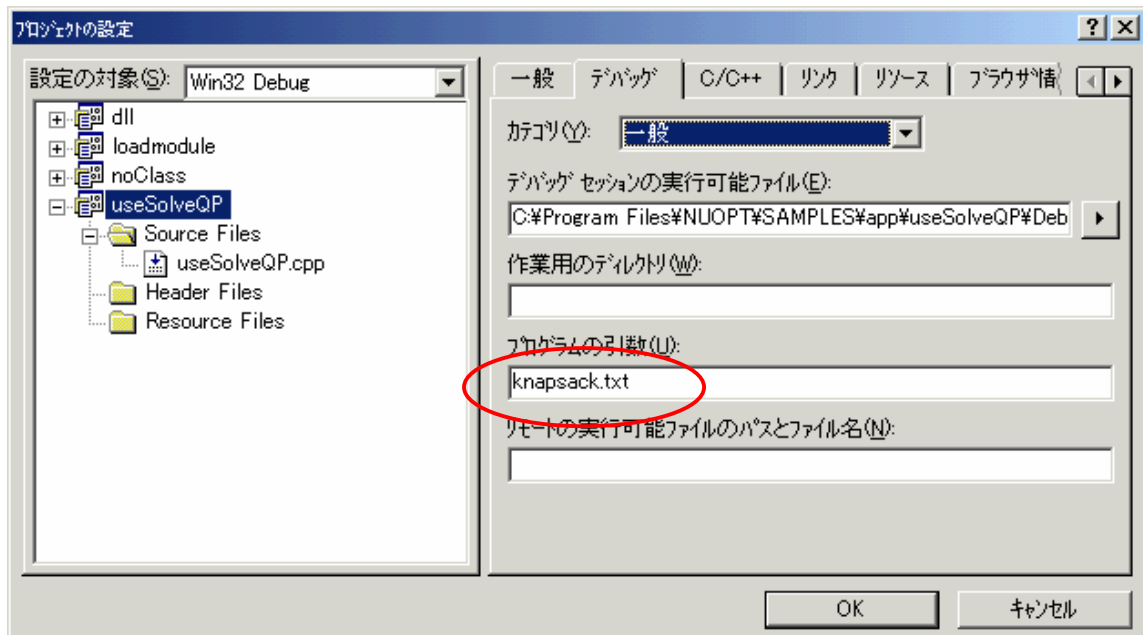 プロジェクトの設定
設定の対象(S): Win32 Debug
dll
loadmodule
noClass
useSolveQP
Source Files
useSolveQP.cpp
Header Files
Resource Files
一般 デバッグ C/C++ リンク リソース ブラウザ情
カテゴリ(Y): 一般
デバッグ セッションの実行可能ファイル(E):
C:¥Program Files¥NUOPT¥SAMPLES¥app¥useSolveQP¥Deb
作業用のディレクトリ(W):
プログラムの引数(U):
knapsack.txt
リモートの実行可能ファイルのパスとファイル名(N):
OK キャンセル